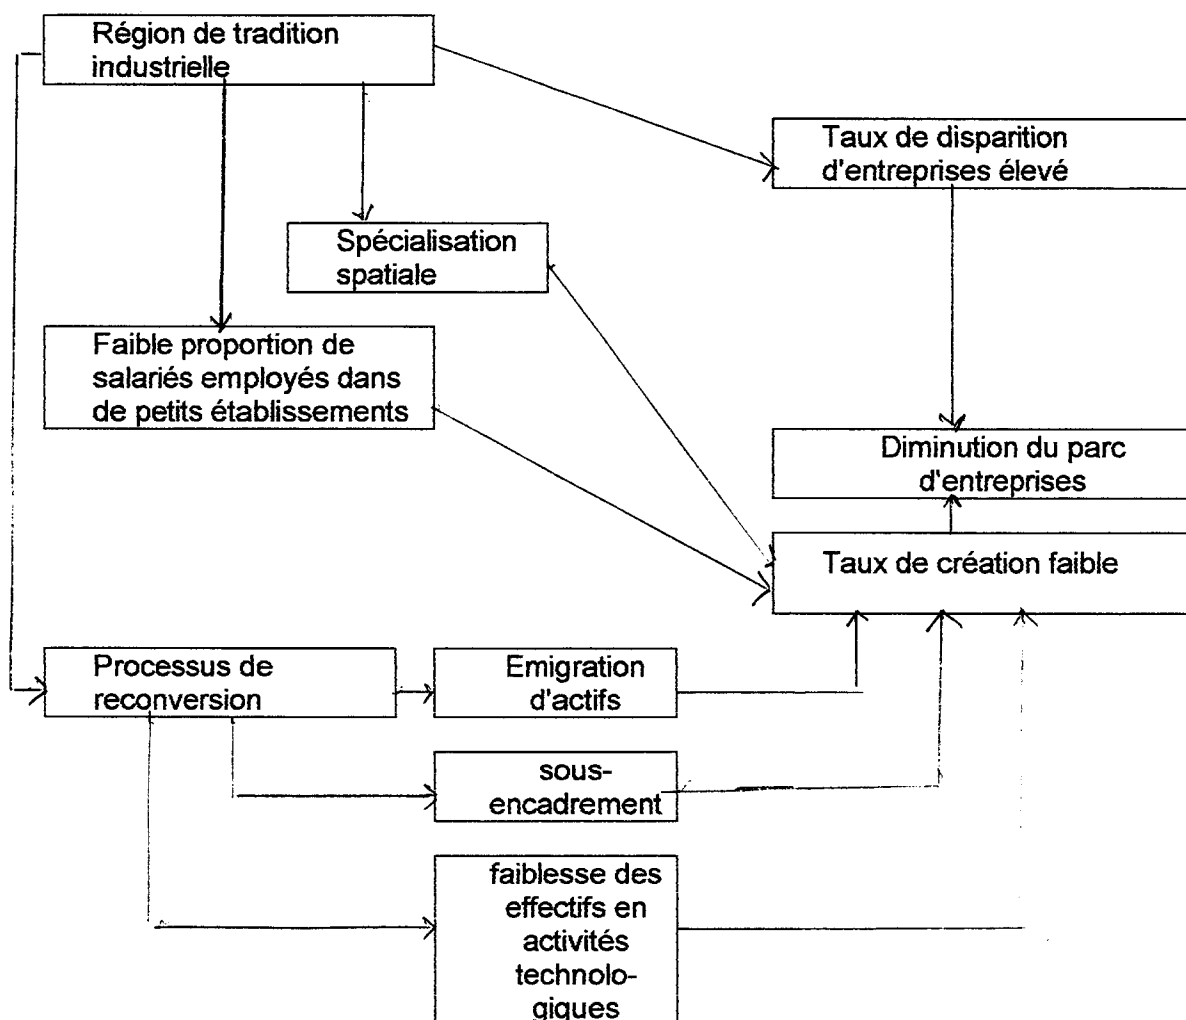 Région de tradition
industrielle
Taux de disparition
d'entreprises élevé
Spécialisation
spatiale
Faible proportion de
salariés employés dans
de petits établissements
Diminution du parc
d'entreprises
Taux de création faible
Processus de
reconversion
Emigration
d'actifs
sous-
encadrement
faiblesse des
effectifs en
activités
technolo-
giques